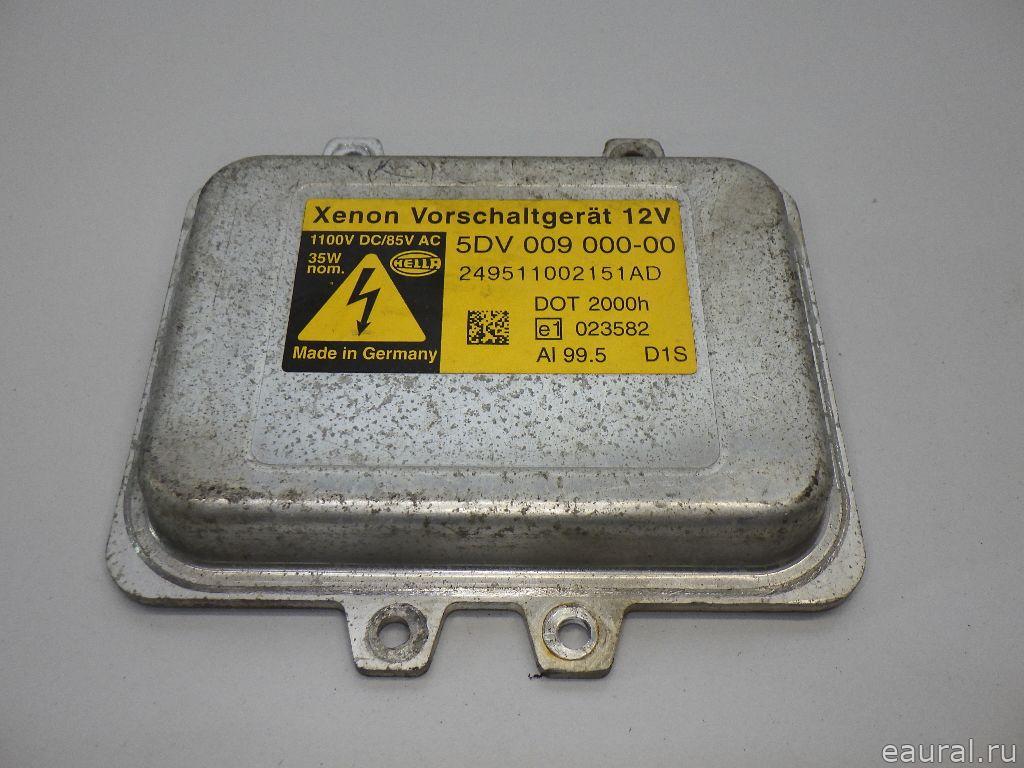 Xenon Vorschaltgerät 12V
1100V DC/85V AC
35W
nom.
HELLA
Made in Germany
5DV 009 000-00
249511002151AD
DOT 2000h
e1 023582
Al 99.5 D1S
eaural.ru